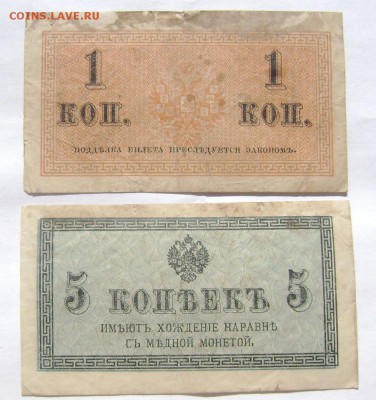 COINS.LAVE.RU
1 1
КОП. КОП.
ПОДДѢЛКА БИЛЕТА ПРЕСЛѢДУЕТСЯ ЗАКОНОМЪ.
5 КОПѢЕКЪ 5
ИМѢЮТЪ ХОЖДЕНІЕ НАРАВНѢ
СЪ МѢДНОЙ МОНЕТОЙ.